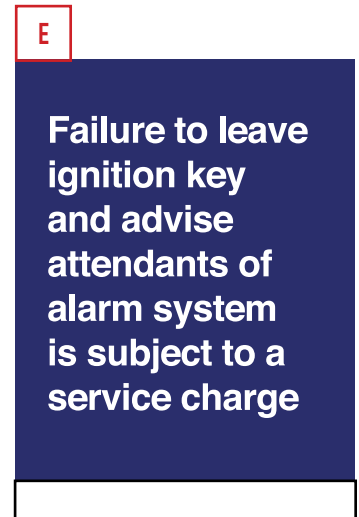 E
Failure to leave
ignition key
and advise
attendants of
alarm system
is subject to a
service charge